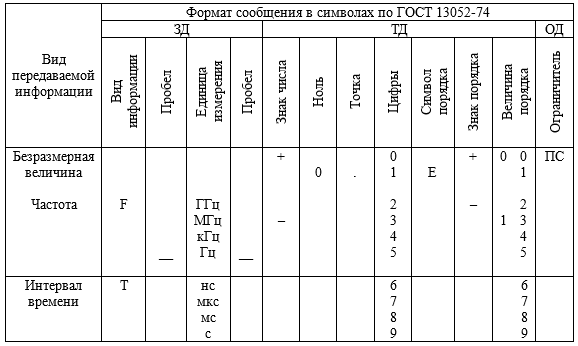 Вид передаваемой информации
Формат сообщения в символах по ГОСТ 13052-74
ЗД ТД ОД
Вид информации
Пробел
Единица измерения
Пробел
Знак числа
Ноль
Точка
Цифры
Символ порядка
Знак порядка
Величина порядка
Ограничитель
Безразмерная + 0 + 0 0 ПС
величина 0 . 1 Е 1
Частота F ГГц 2 – 2
МГц – 3 1 3
кГц 4 4
__ Гц __ 5 5
Интервал T нс 6 6
времени мкс 7 7
мс 8 8
с 9 9